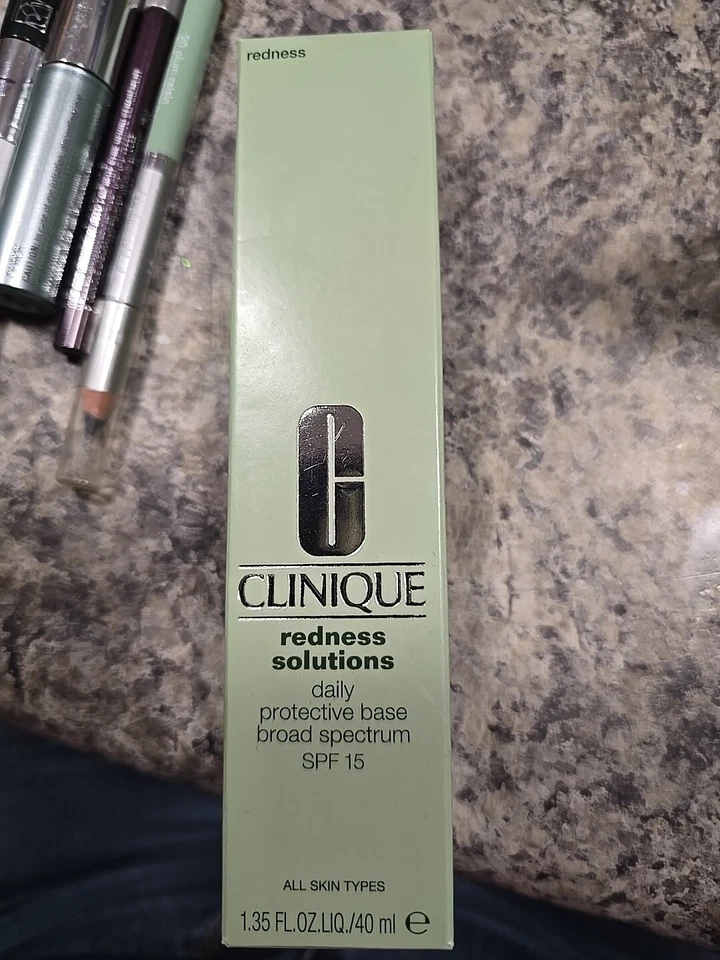 redness
CLINIQUE
redness
solutions
daily
protective base
broad spectrum
SPF 15
ALL SKIN TYPES
1.35 FL.OZ.LIQ./40 ml ℮